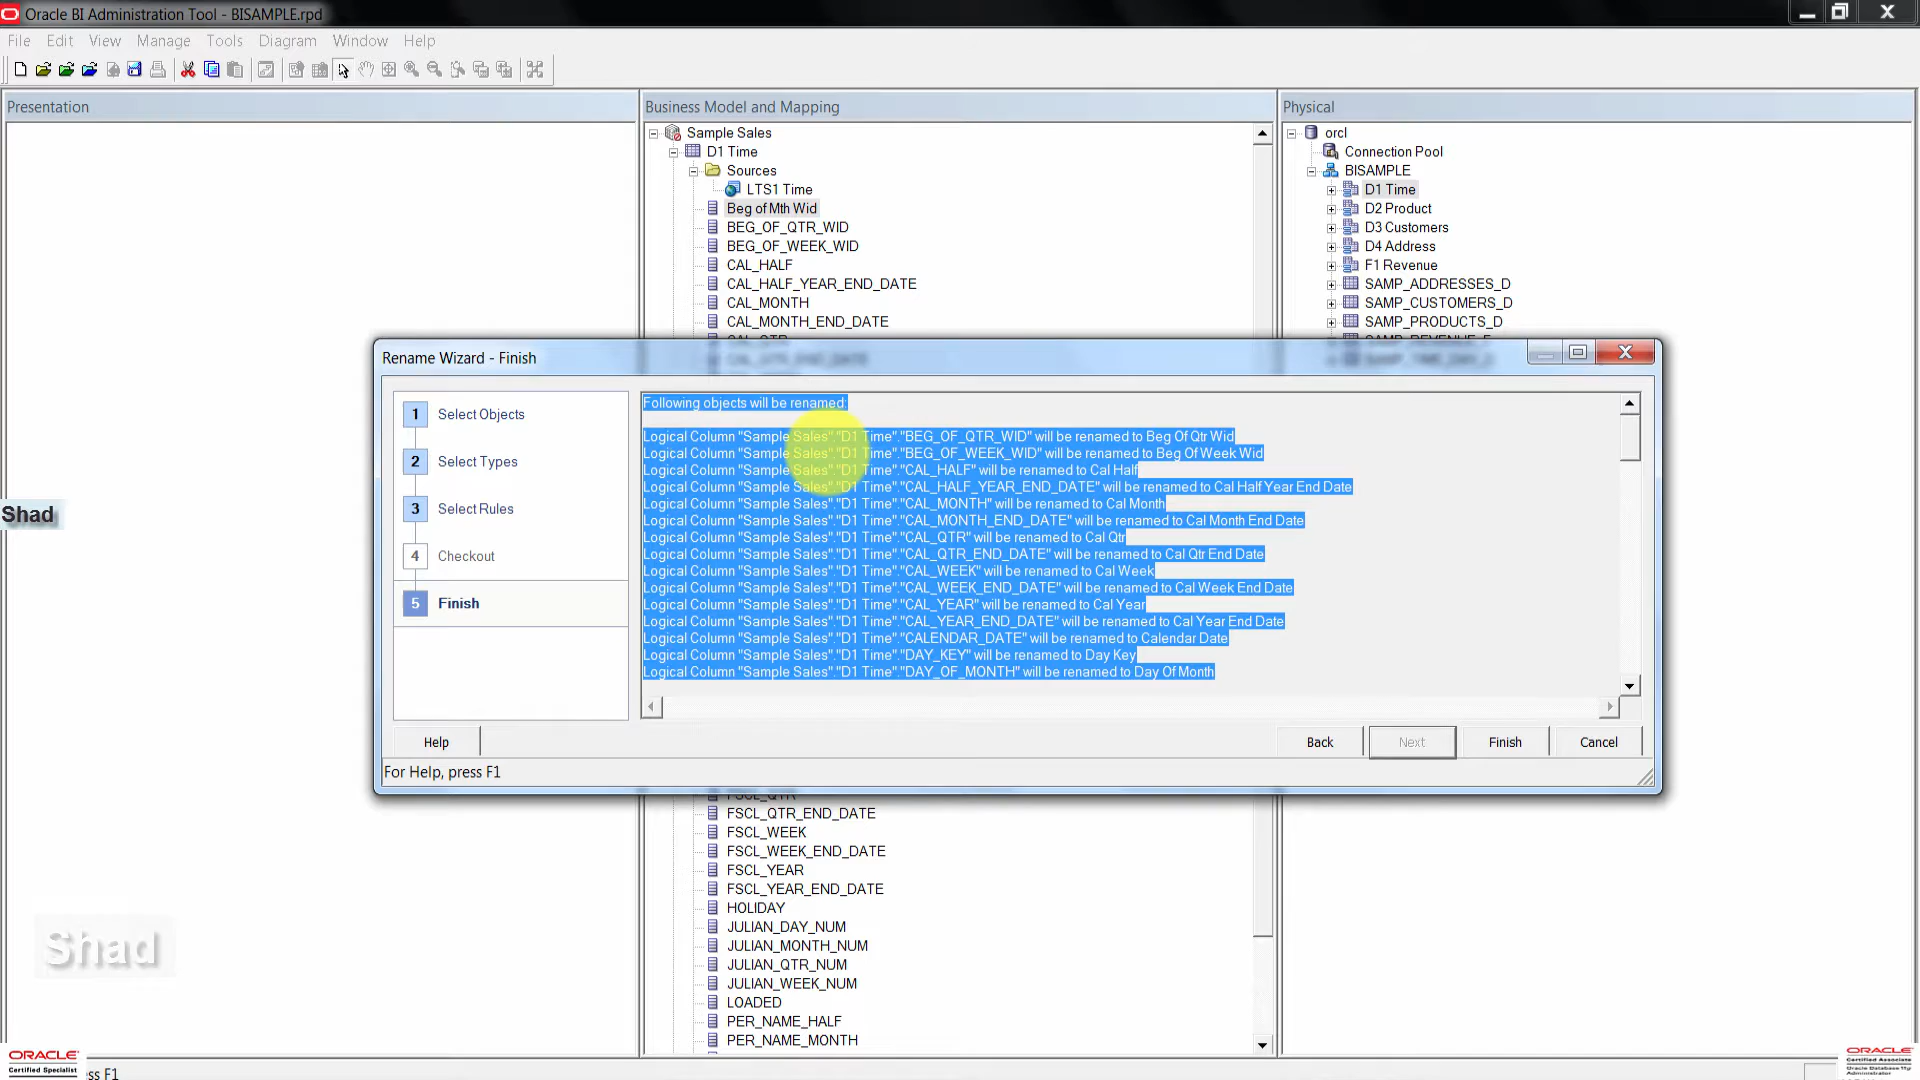 Oracle BI Administration Tool - BISAMPLE.rpd
File Edit View Manage Tools Diagram Window Help
Presentation
Business Model and Mapping
Physical
Sample Sales
D1 Time
Sources
LTS1 Time
Beg of Mth Wid
BEG_OF_QTR_WID
BEG_OF_WEEK_WID
CAL_HALF
CAL_HALF_YEAR_END_DATE
CAL_MONTH
CAL_MONTH_END_DATE
CAL_QTR
CAL_QTR_END_DATE
orcl
Connection Pool
BISAMPLE
D1 Time
D2 Product
D3 Customers
D4 Address
F1 Revenue
SAMP_ADDRESSES_D
SAMP_CUSTOMERS_D
SAMP_PRODUCTS_D
SAMP_REVENUE_F
SAMP_TIME_DAY_D
Rename Wizard - Finish
1 Select Objects
2 Select Types
3 Select Rules
4 Checkout
5 Finish
Following objects will be renamed:
Logical Column "Sample Sales"."D1 Time"."BEG_OF_QTR_WID" will be renamed to Beg Of Qtr Wid
Logical Column "Sample Sales"."D1 Time"."BEG_OF_WEEK_WID" will be renamed to Beg Of Week Wid
Logical Column "Sample Sales"."D1 Time"."CAL_HALF" will be renamed to Cal Half
Logical Column "Sample Sales"."D1 Time"."CAL_HALF_YEAR_END_DATE" will be renamed to Cal Half Year End Date
Logical Column "Sample Sales"."D1 Time"."CAL_MONTH" will be renamed to Cal Month
Logical Column "Sample Sales"."D1 Time"."CAL_MONTH_END_DATE" will be renamed to Cal Month End Date
Logical Column "Sample Sales"."D1 Time"."CAL_QTR" will be renamed to Cal Qtr
Logical Column "Sample Sales"."D1 Time"."CAL_QTR_END_DATE" will be renamed to Cal Qtr End Date
Logical Column "Sample Sales"."D1 Time"."CAL_WEEK" will be renamed to Cal Week
Logical Column "Sample Sales"."D1 Time"."CAL_WEEK_END_DATE" will be renamed to Cal Week End Date
Logical Column "Sample Sales"."D1 Time"."CAL_YEAR" will be renamed to Cal Year
Logical Column "Sample Sales"."D1 Time"."CAL_YEAR_END_DATE" will be renamed to Cal Year End Date
Logical Column "Sample Sales"."D1 Time"."CALENDAR_DATE" will be renamed to Calendar Date
Logical Column "Sample Sales"."D1 Time"."DAY_KEY" will be renamed to Day Key
Logical Column "Sample Sales"."D1 Time"."DAY_OF_MONTH" will be renamed to Day Of Month
Help
Back
Next
Finish
Cancel
For Help, press F1
Shad
FSCL_QTR
FSCL_QTR_END_DATE
FSCL_WEEK
FSCL_WEEK_END_DATE
FSCL_YEAR
FSCL_YEAR_END_DATE
HOLIDAY
JULIAN_DAY_NUM
JULIAN_MONTH_NUM
JULIAN_QTR_NUM
JULIAN_WEEK_NUM
LOADED
PER_NAME_HALF
PER_NAME_MONTH
Shad
ORACLE
Certified Specialist
ss F1
ORACLE
Certified Associate
Oracle Database 11g
Administrator